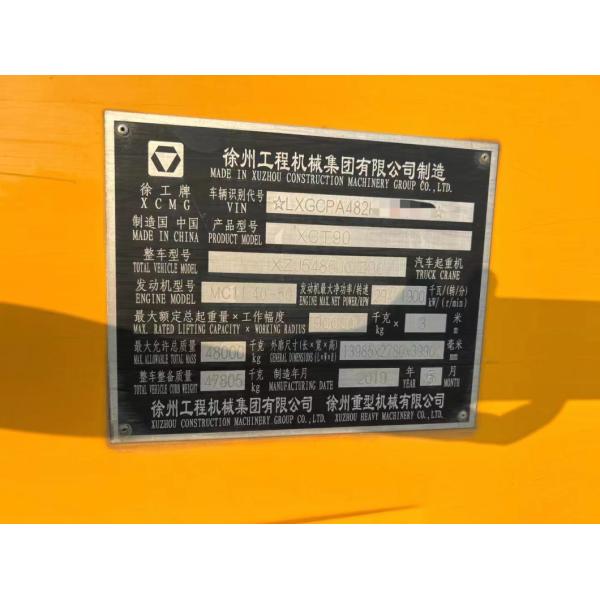 徐州工程机械集团有限公司制造
MADE IN XUZHOU CONSTRUCTION MACHINERY GROUP CO., LTD.
徐工牌
XCMG
车辆识别代号
VIN
☆LXGCPA482 ☆
制造国 中国
MADE IN CHINA
产品型号
PRODUCT MODEL
XCT90
整车型号
TOTAL VEHICLE MODEL
汽车起重机
TRUCK CRANE
发动机型号
ENGINE MODEL
发动机最大净功率/转速
ENGINE MAX.NET POWER/RPM
1900
千瓦/(转/分)
kW/(r/min)
最大额定总起重量×工作幅度
MAX. RATED LIFTING CAPACITY × WORKING RADIUS
千克
kg
× 3
米
m
最大允许总质量
MAX. ALLOWABLE TOTAL MASS
48000
千克
kg
外廓尺寸(长×宽×高)
GENERAL DIMENSIONS (L×W×H)
毫米
mm
整车整备质量
TOTAL VEHICLE CURB WEIGHT
47805
千克
kg
制造年月
MANUFACTURING DATE
2019
年
YEAR
5
月
MONTH
徐州工程机械集团有限公司 徐州重型机械有限公司
XUZHOU CONSTRUCTION MACHINERY GROUP CO., LTD. XUZHOU HEAVY MACHINERY CO., LTD.